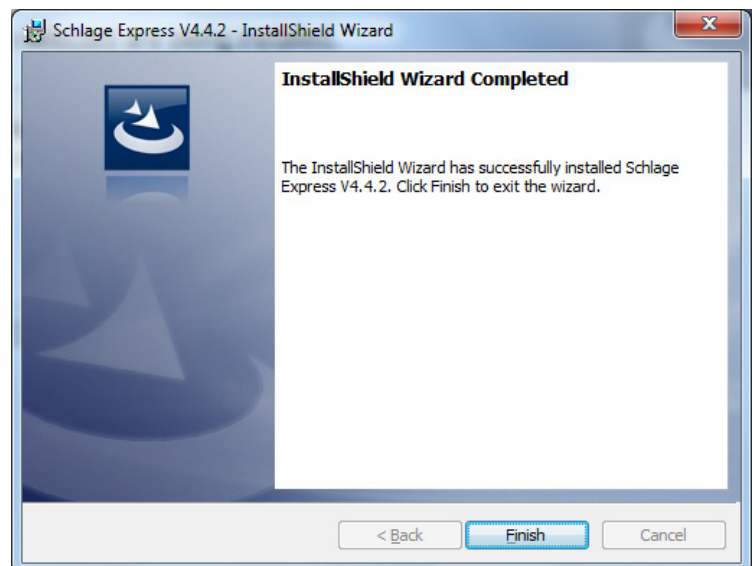 Schlage Express V4.4.2 - InstallShield Wizard
InstallShield Wizard Completed
The InstallShield Wizard has successfully installed Schlage
Express V4.4.2. Click Finish to exit the wizard.
< Back
Finish
Cancel